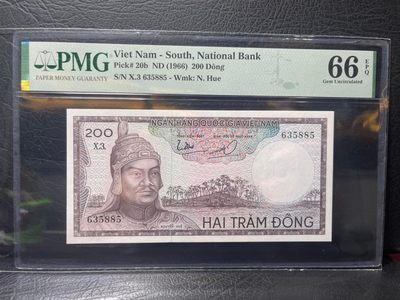 PMG
PAPER MONEY GUARANTY
Viet Nam - South, National Bank
Pick# 20b ND (1966) 200 Dông
S/N X.3 635885 - Wmk: N. Hue
66 EPQ
Gem Uncirculated
NGÂN-HÀNG QUỐC-GIA VIỆT-NAM
200
X.3.
635885
635885
HAI TRĂM ĐỒNG